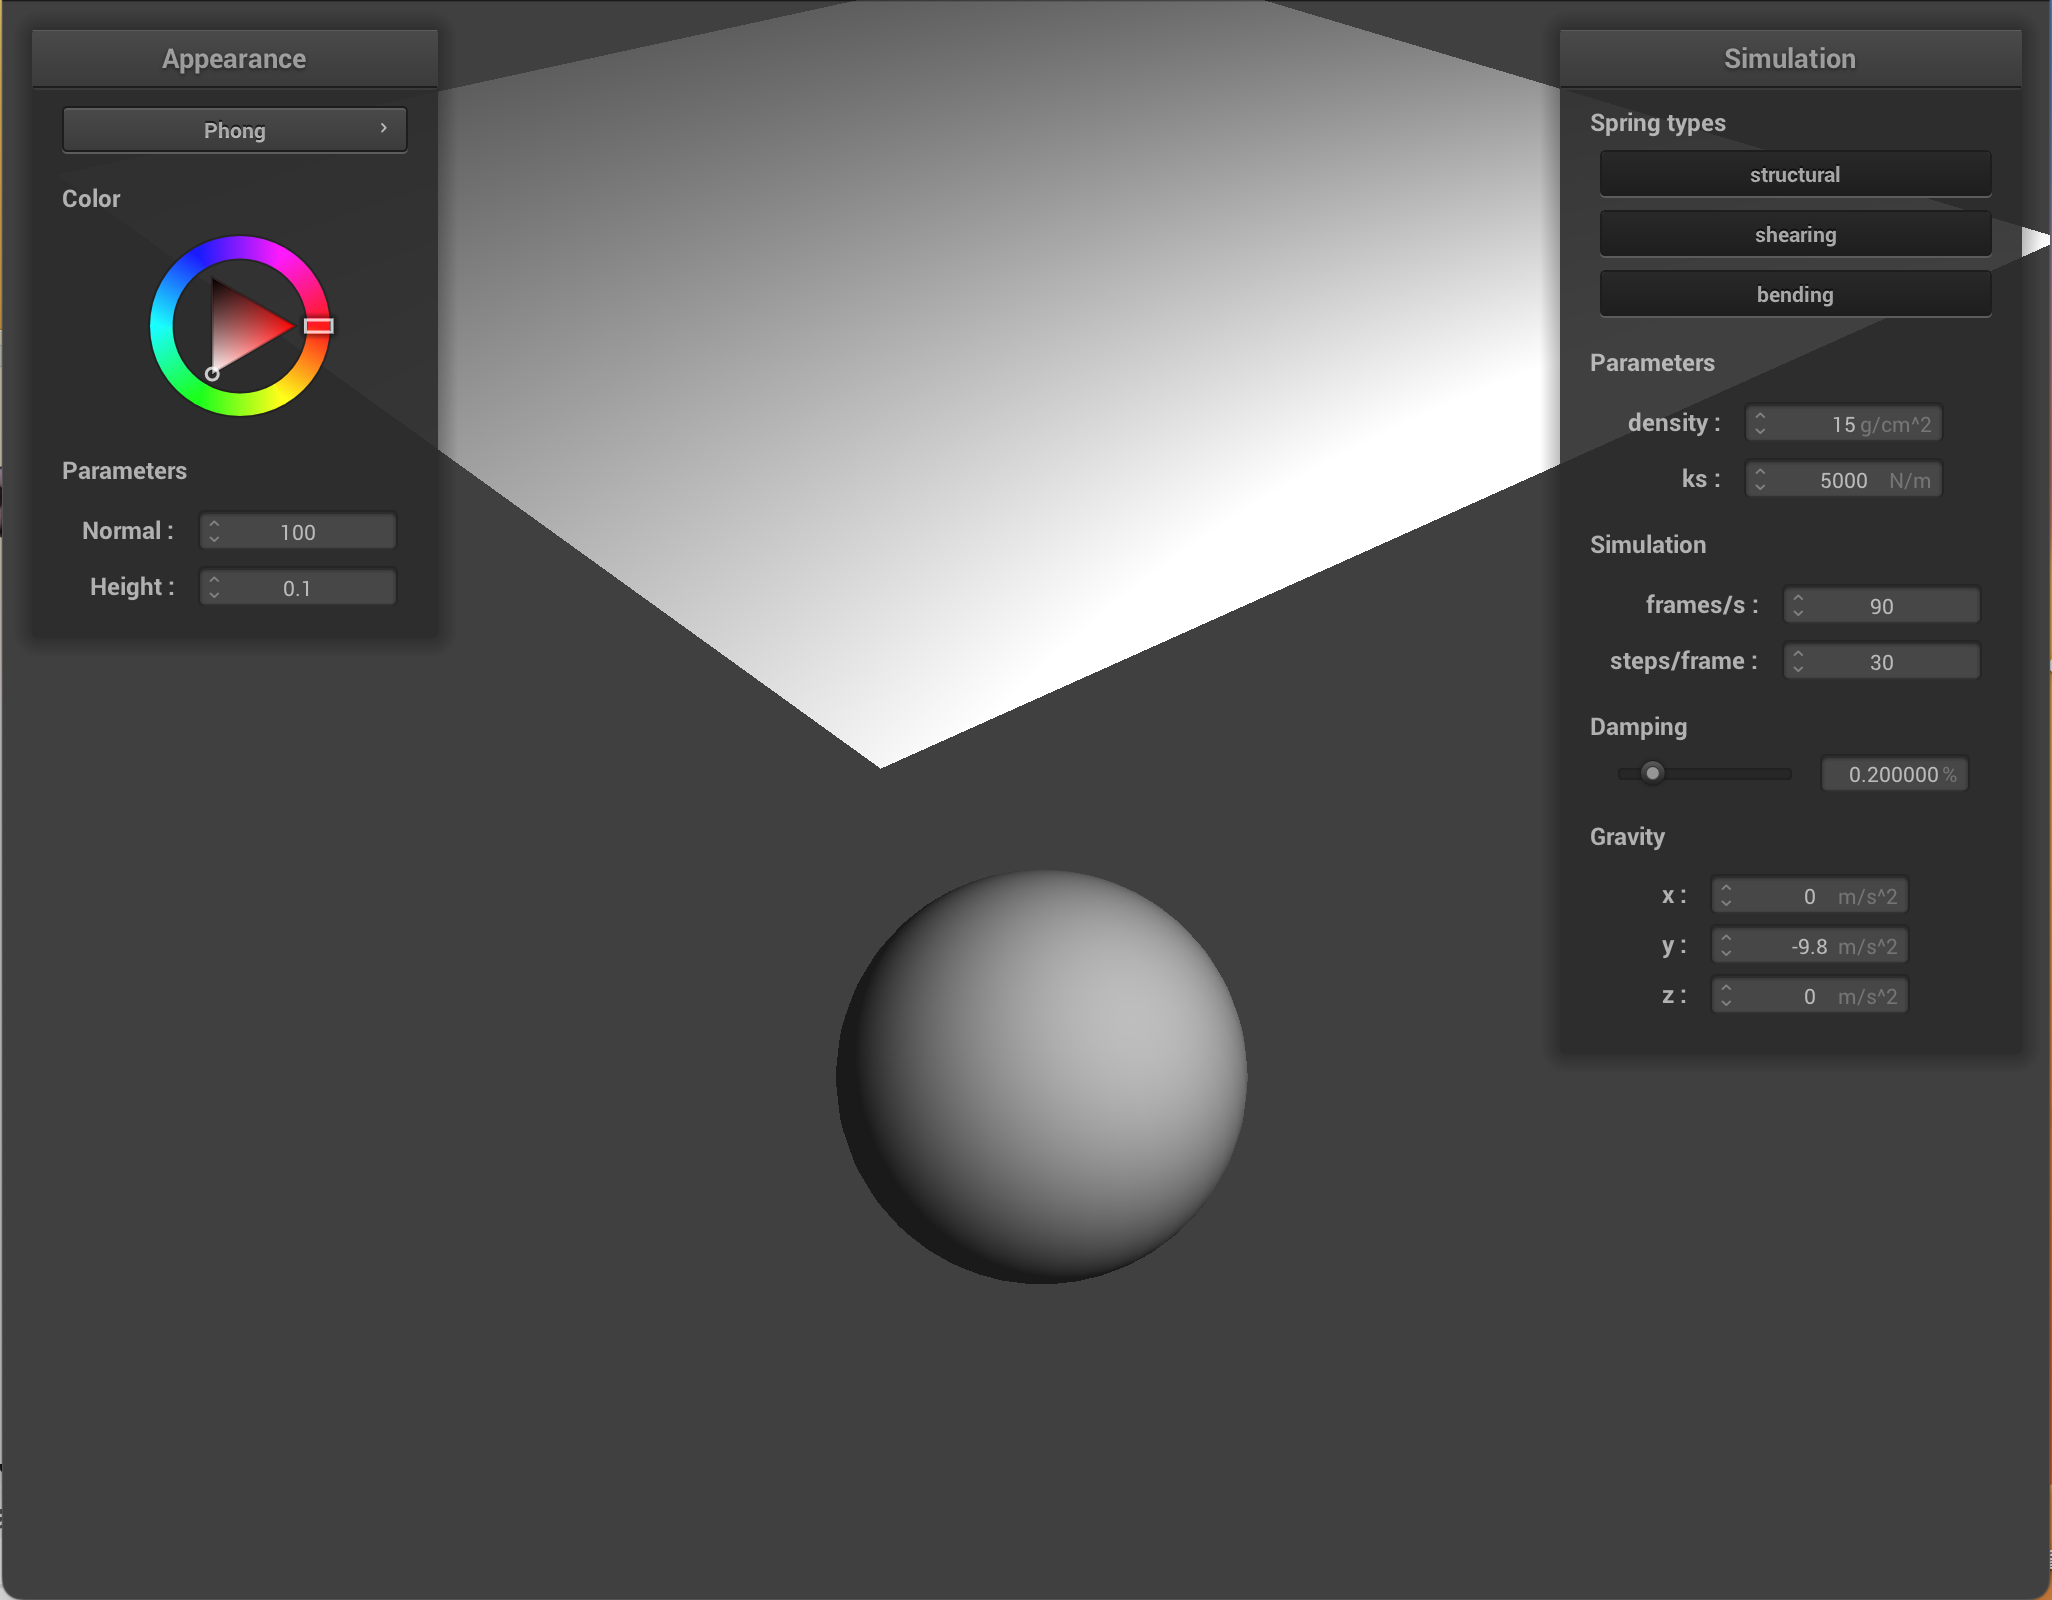 Appearance
Phong
Color
Parameters
Normal : 100
Height : 0.1
Simulation
Spring types
structural
shearing
bending
Parameters
density : 15 g/cm^2
ks : 5000 N/m
Simulation
frames/s : 90
steps/frame : 30
Damping
0.200000 %
Gravity
x : 0 m/s^2
y : -9.8 m/s^2
z : 0 m/s^2